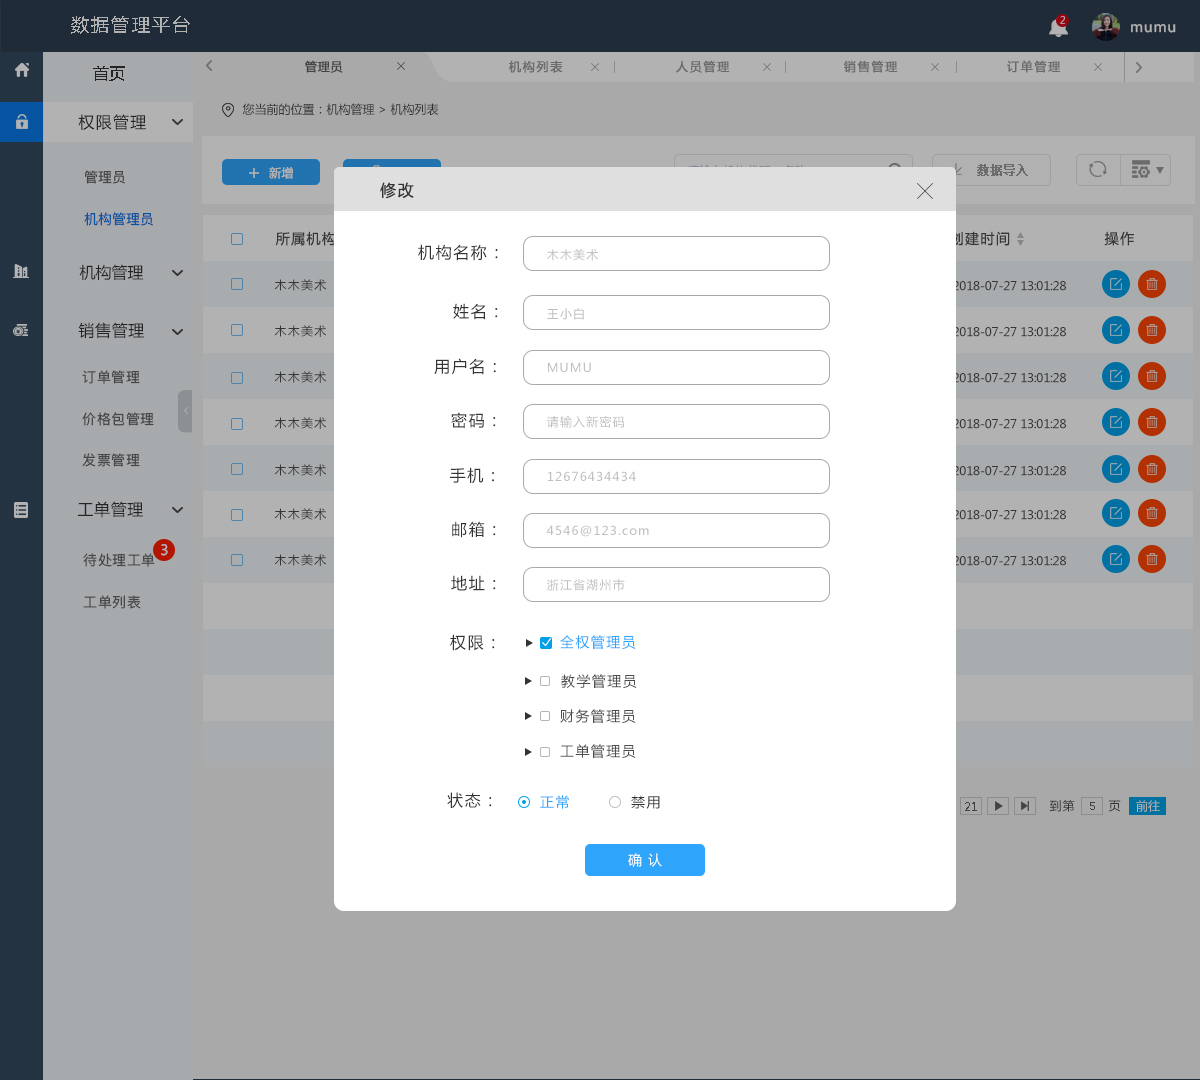 数据管理平台
2
mumu
首页
管理员
机构列表
人员管理
销售管理
订单管理
您当前的位置：机构管理 > 机构列表
权限管理
管理员
机构管理员
机构管理
销售管理
订单管理
价格包管理
发票管理
工单管理
待处理工单
3
工单列表
新增
数据导入
所属机构
创建时间
操作
木木美术
2018-07-27 13:01:28
木木美术
2018-07-27 13:01:28
木木美术
2018-07-27 13:01:28
木木美术
2018-07-27 13:01:28
木木美术
2018-07-27 13:01:28
木木美术
2018-07-27 13:01:28
木木美术
2018-07-27 13:01:28
修改
机构名称：
木木美术
姓名：
王小白
用户名：
MUMU
密码：
请输入新密码
手机：
12676434434
邮箱：
4546@123.com
地址：
浙江省湖州市
权限：
全权管理员
教学管理员
财务管理员
工单管理员
状态：
正常
禁用
确 认
21
到第 5 页 前往